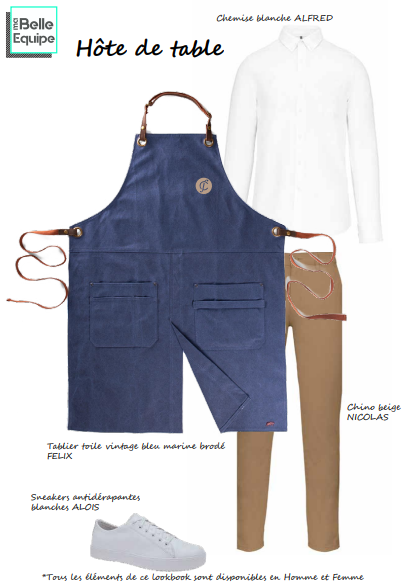 ma
Belle
Equipe
Hôte de table
Chemise blanche ALFRED
Chino beige
NICOLAS
Tablier toile vintage bleu marine brodé
FELIX
Sneakers antidérapantes
blanches ALOIS
*Tous les éléments de ce lookbook sont disponibles en Homme et Femme